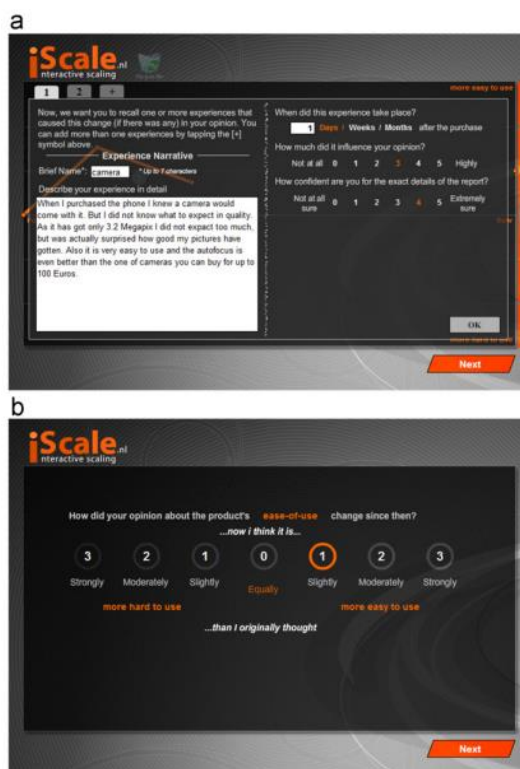 a
iScale.nl
nteractive scaling
1 2 +
more easy to use
Now, we want you to recall one or more experiences that
caused this change (if there was any) in your opinion. You
can add more than one experiences by tapping the [+]
symbol above
Experience Narrative
Brief Name*: camera * Up to 7 characters
Describe your experience in detail
When I purchased the phone I knew a camera would
come with it. But I did not know what to expect in quality.
As it has got only 3.2 Megapix I did not expect too much,
but was actually surprised how good my pictures have
gotten. Also it is very easy to use and the autofocus is
even better than the one of cameras you can buy for up to
100 Euros.
When did this experience take place?
1 Days / Weeks / Months after the purchase
How much did it influence your opinion?
Not at all 0 1 2 3 4 5 Highly
How confident are you for the exact details of the report?
Not at all sure 0 1 2 3 4 5 Extremely sure
OK
more hard to use
Next
b
iScale.nl
nteractive scaling
How did your opinion about the product's ease-of-use change since then?
...now i think it is...
3 2 1 0 1 2 3
Strongly Moderately Slightly Equally Slightly Moderately Strongly
more hard to use more easy to use
...than I originally thought
Next